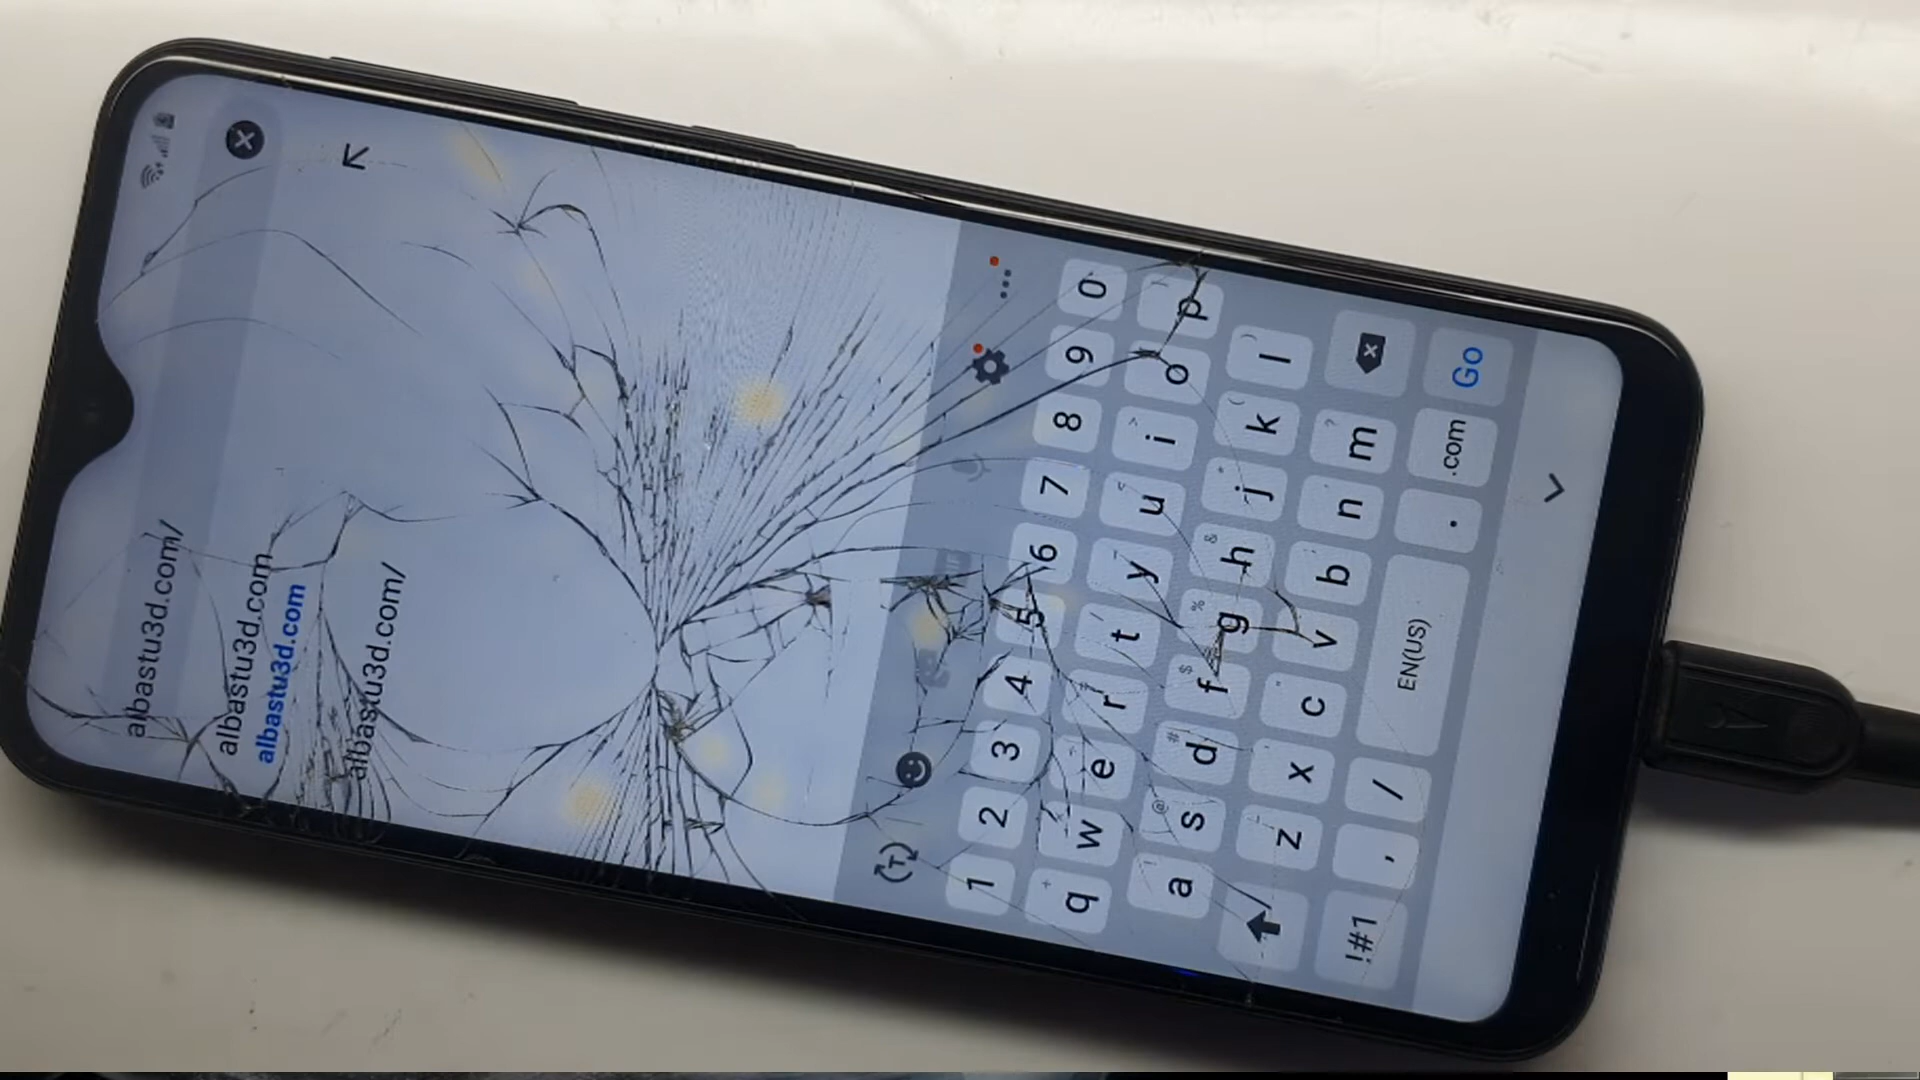 albastu3d.com/
albastu3d.com
albastu3d.com
albastu3d.com/
T
1 2 3 4 5 6 7 8 9 0
q w e r t y u i o p
a s d f g h j k l
z x c v b n m
!#1 , / EN(US) . .com Go